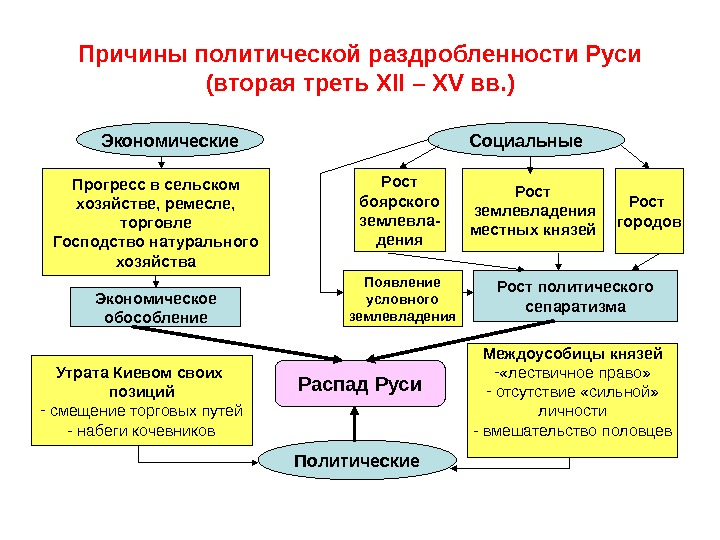 Причины политической раздробленности Руси
(вторая треть XII – XV вв.)
Экономические
Социальные
Прогресс в сельском
хозяйстве, ремесле,
торговле
Господство натурального
хозяйства
Рост
боярского
землевла-
дения
Рост
землевладения
местных князей
Рост
городов
Появление
условного
землевладения
Рост политического
сепаратизма
Экономическое
обособление
Утрата Киевом своих
позиций
- смещение торговых путей
- набеги кочевников
Распад Руси
Междоусобицы князей
-«лествичное право»
- отсутствие «сильной»
личности
- вмешательство половцев
Политические